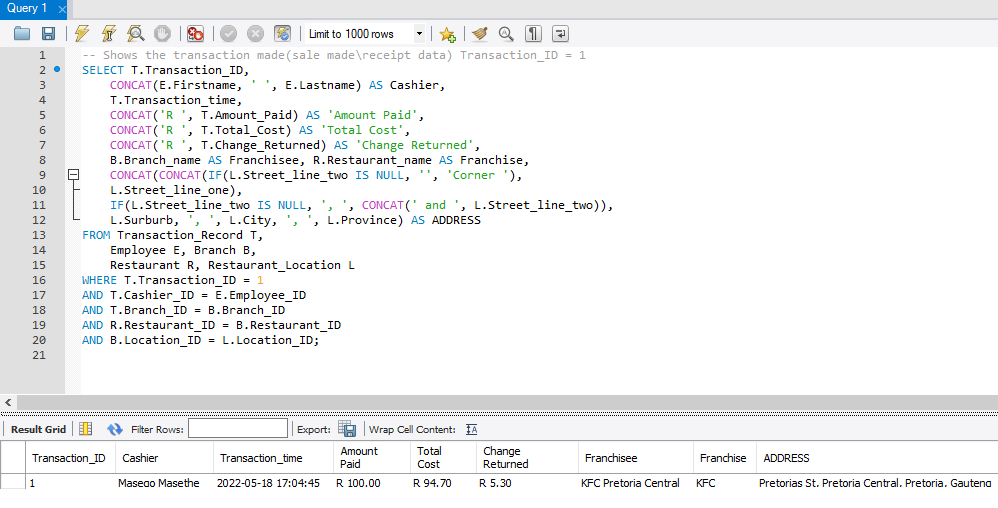 Query 1
Limit to 1000 rows
1 -- Shows the transaction made(sale made\receipt data) Transaction_ID = 1
2 SELECT T.Transaction_ID,
3 CONCAT(E.Firstname, ' ', E.Lastname) AS Cashier,
4 T.Transaction_time,
5 CONCAT('R ', T.Amount_Paid) AS 'Amount Paid',
6 CONCAT('R ', T.Total_Cost) AS 'Total Cost',
7 CONCAT('R ', T.Change_Returned) AS 'Change Returned',
8 B.Branch_name AS Franchisee, R.Restaurant_name AS Franchise,
9 CONCAT(CONCAT(IF(L.Street_line_two IS NULL, '', 'Corner '),
10 L.Street_line_one),
11 IF(L.Street_line_two IS NULL, ', ', CONCAT(' and ', L.Street_line_two)),
12 L.Surburb, ', ', L.City, ', ', L.Province) AS ADDRESS
13 FROM Transaction_Record T,
14 Employee E, Branch B,
15 Restaurant R, Restaurant_Location L
16 WHERE T.Transaction_ID = 1
17 AND T.Cashier_ID = E.Employee_ID
18 AND T.Branch_ID = B.Branch_ID
19 AND R.Restaurant_ID = B.Restaurant_ID
20 AND B.Location_ID = L.Location_ID;
21
Result Grid Filter Rows: Export: Wrap Cell Content:
Transaction_ID Cashier Transaction_time Amount Paid Total Cost Change Returned Franchisee Franchise ADDRESS
1 Masego Masethe 2022-05-18 17:04:45 R 100.00 R 94.70 R 5.30 KFC Pretoria Central KFC Pretorias St, Pretoria Central, Pretoria, Gauteng